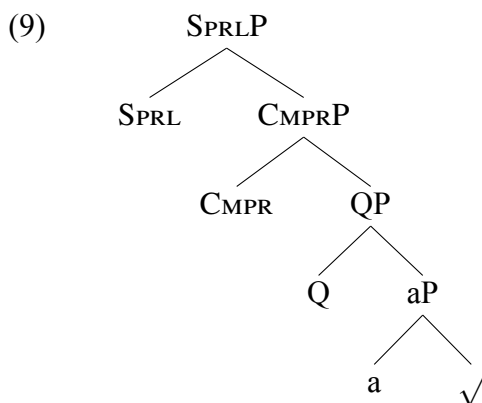 (9) SPRLP
SPRL CMPRP
CMPR QP
Q aP
a √